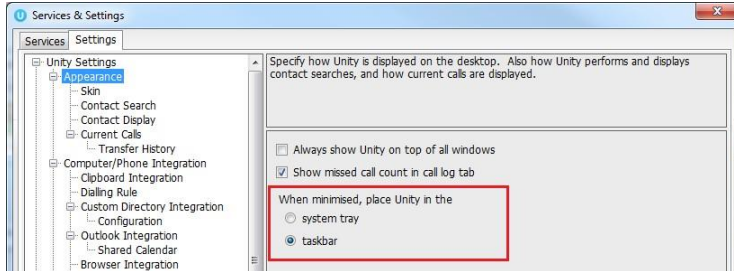 Services & Settings
Services
Settings
Unity Settings
Appearance
Skin
Contact Search
Contact Display
Current Calls
Transfer History
Computer/Phone Integration
Clipboard Integration
Dialling Rule
Custom Directory Integration
Configuration
Outlook Integration
Shared Calendar
Browser Integration
Specify how Unity is displayed on the desktop. Also how Unity performs and displays
contact searches, and how current calls are displayed.
Always show Unity on top of all windows
Show missed call count in call log tab
When minimised, place Unity in the
system tray
taskbar